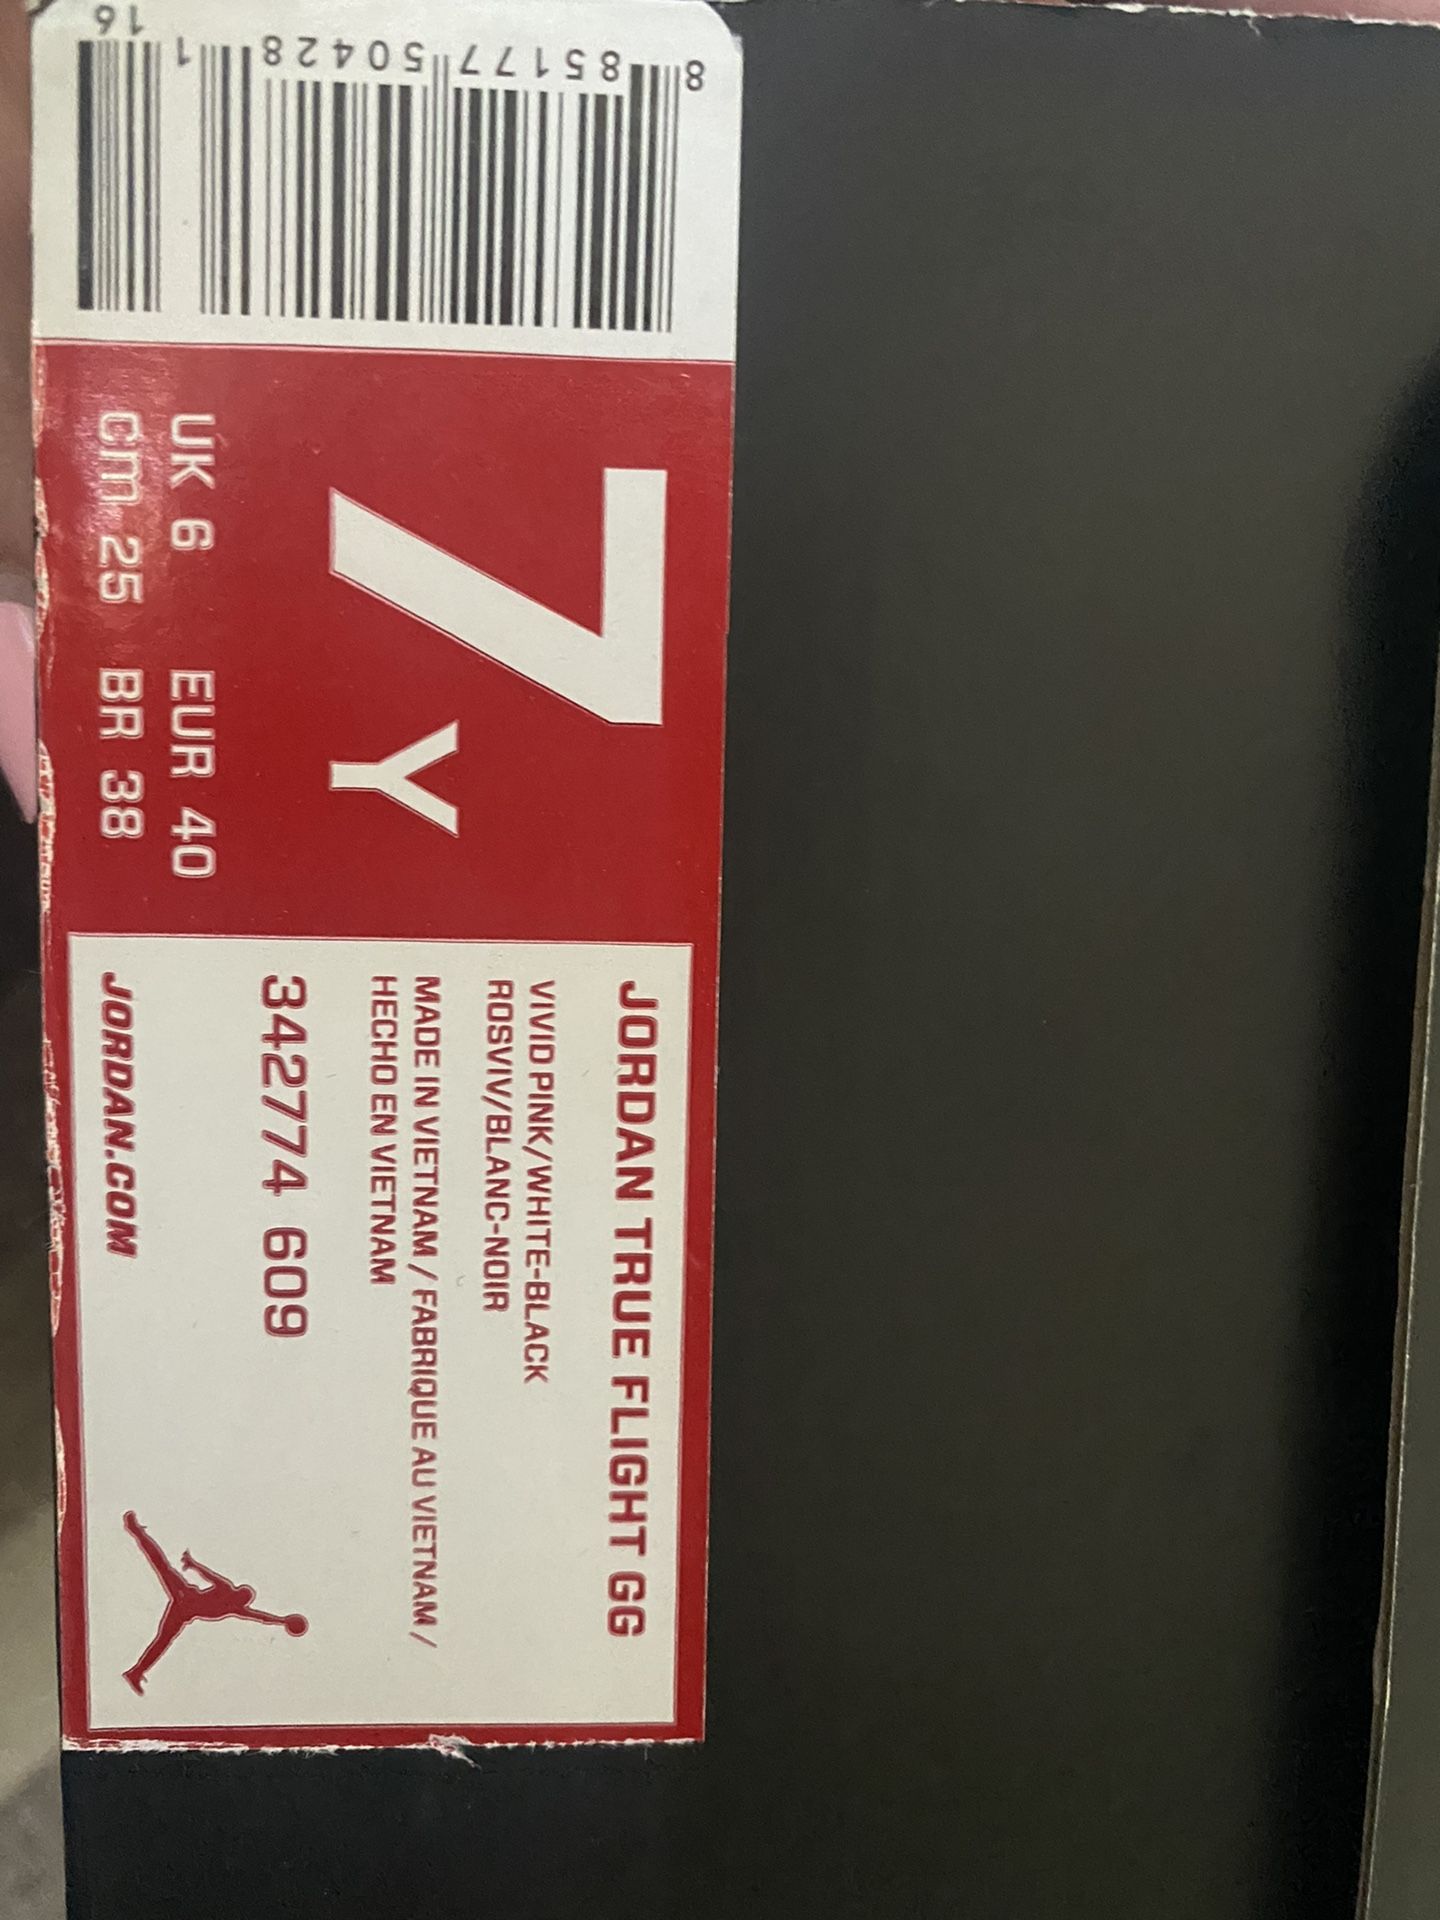 8 85177 50428 1 16
7 Y
UK 6 EUR 40
cm 25 BR 38
JORDAN TRUE FLIGHT GG
VIVID PINK/WHITE-BLACK
ROSVIV/BLANC-NOIR
MADE IN VIETNAM / FABRIQUE AU VIETNAM /
HECHO EN VIETNAM
342774 609
JORDAN.COM